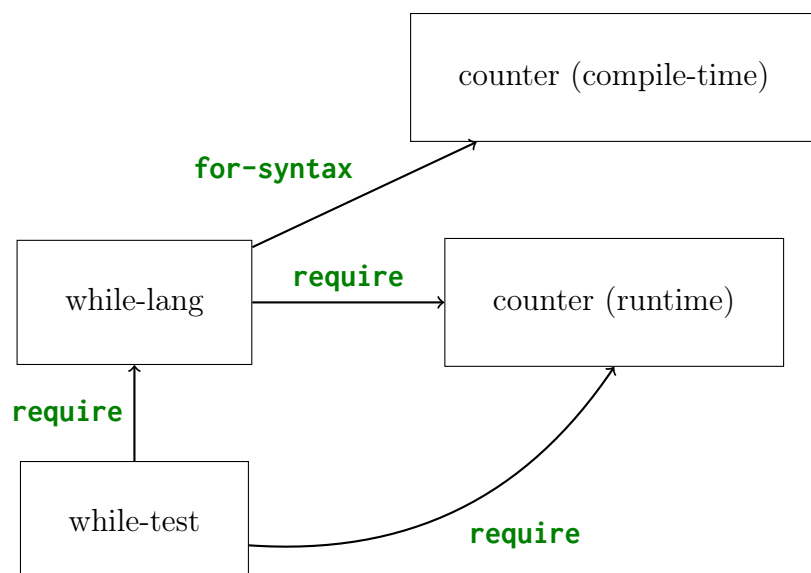 counter (compile-time)
for-syntax
while-lang
require
counter (runtime)
require
while-test
require